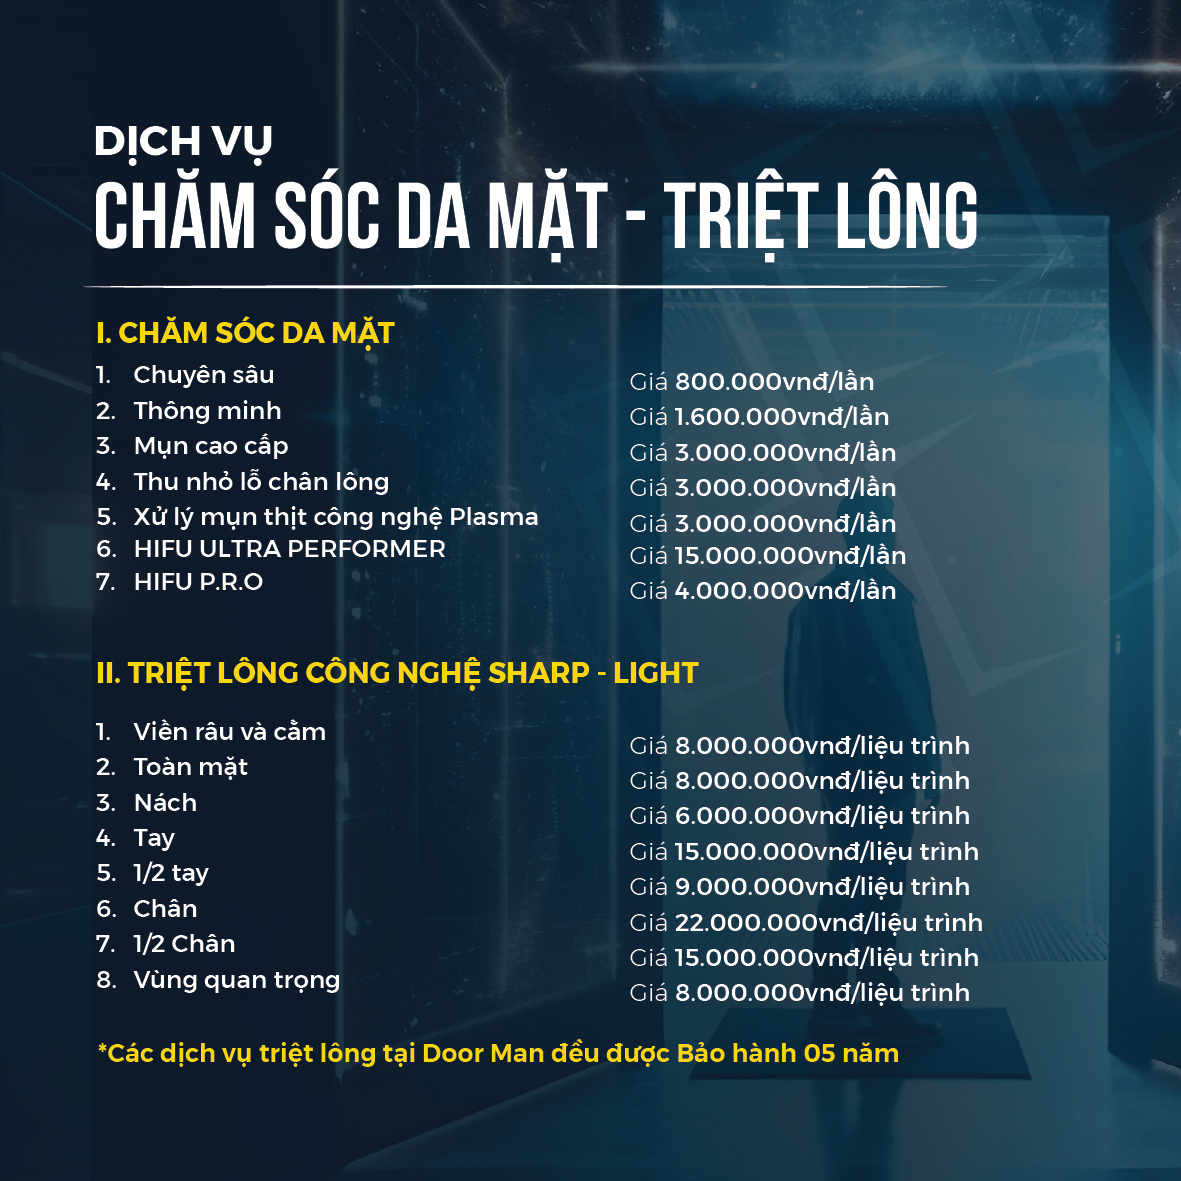 DỊCH VỤ
CHĂM SÓC DA MẶT - TRIỆT LÔNG
I. CHĂM SÓC DA MẶT
1. Chuyên sâu Giá 800.000vnđ/lần
2. Thông minh Giá 1.600.000vnđ/lần
3. Mụn cao cấp Giá 3.000.000vnđ/lần
4. Thu nhỏ lỗ chân lông Giá 3.000.000vnđ/lần
5. Xử lý mụn thịt công nghệ Plasma Giá 3.000.000vnđ/lần
6. HIFU ULTRA PERFORMER Giá 15.000.000vnđ/lần
7. HIFU P.R.O Giá 4.000.000vnđ/lần
II. TRIỆT LÔNG CÔNG NGHỆ SHARP - LIGHT
1. Viền râu và cằm Giá 8.000.000vnđ/liệu trình
2. Toàn mặt Giá 8.000.000vnđ/liệu trình
3. Nách Giá 6.000.000vnđ/liệu trình
4. Tay Giá 15.000.000vnđ/liệu trình
5. 1/2 tay Giá 9.000.000vnđ/liệu trình
6. Chân Giá 22.000.000vnđ/liệu trình
7. 1/2 Chân Giá 15.000.000vnđ/liệu trình
8. Vùng quan trọng Giá 8.000.000vnđ/liệu trình
*Các dịch vụ triệt lông tại Door Man đều được Bảo hành 05 năm